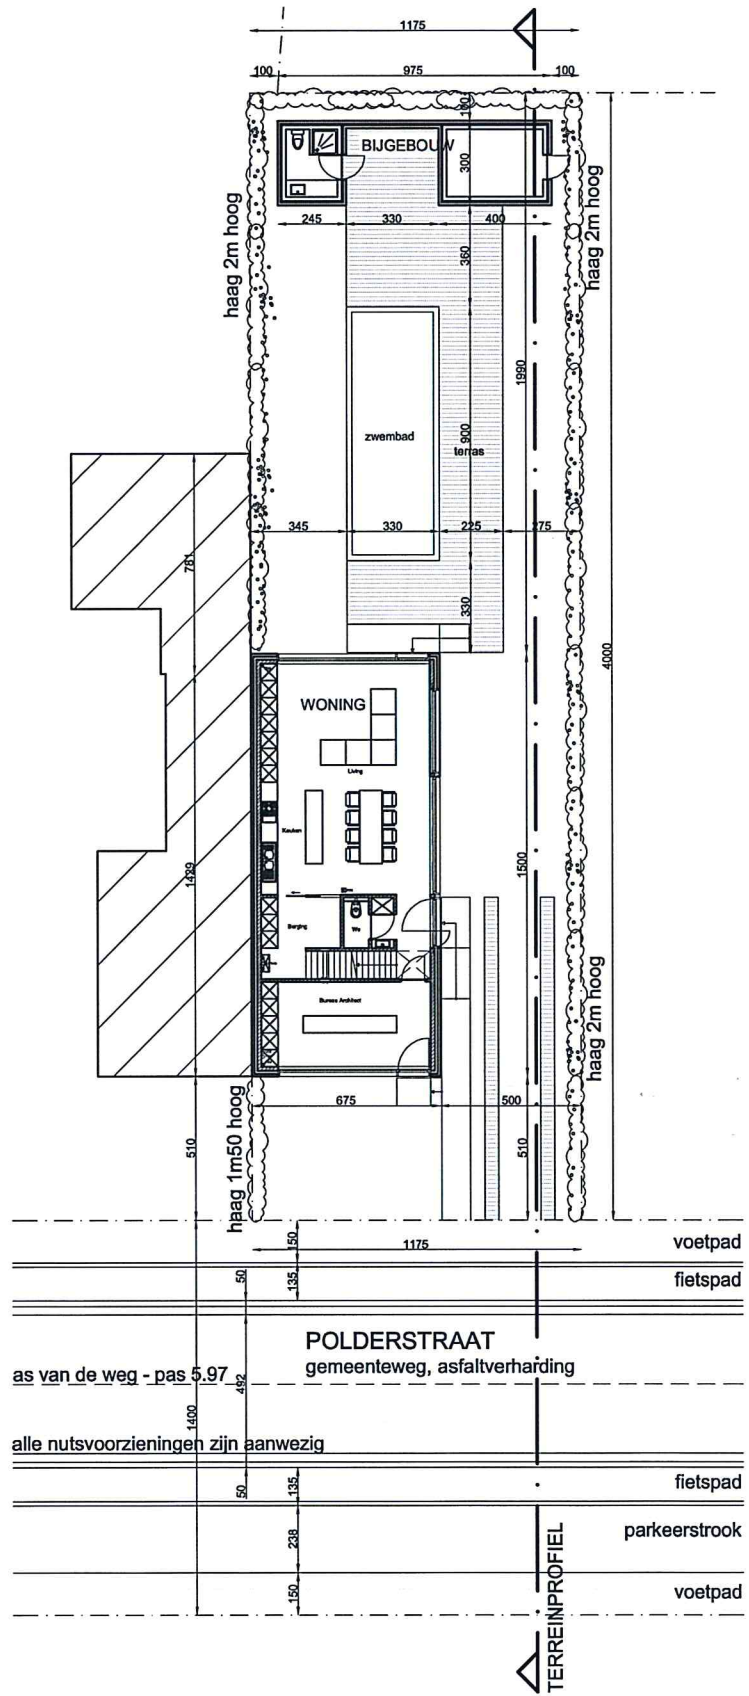 1175
100
975
100
100
BIJGEBOUW
300
haag 2m hoog
haag 2m hoog
245
330
400
360
1990
zwembad
900
terras
345
330
225
275
781
330
4000
WONING
Living
Keuken
1429
1500
Berging
Wc
Bureau Architect
haag 2m hoog
haag 1m50 hoog
675
500
510
510
150
1175
voetpad
50
135
fietspad
POLDERSTRAAT
gemeenteweg, asfaltverharding
as van de weg - pas 5.97
492
1400
alle nutsvoorzieningen zijn aanwezig
50
135
fietspad
238
parkeerstrook
TERREINPROFIEL
150
voetpad